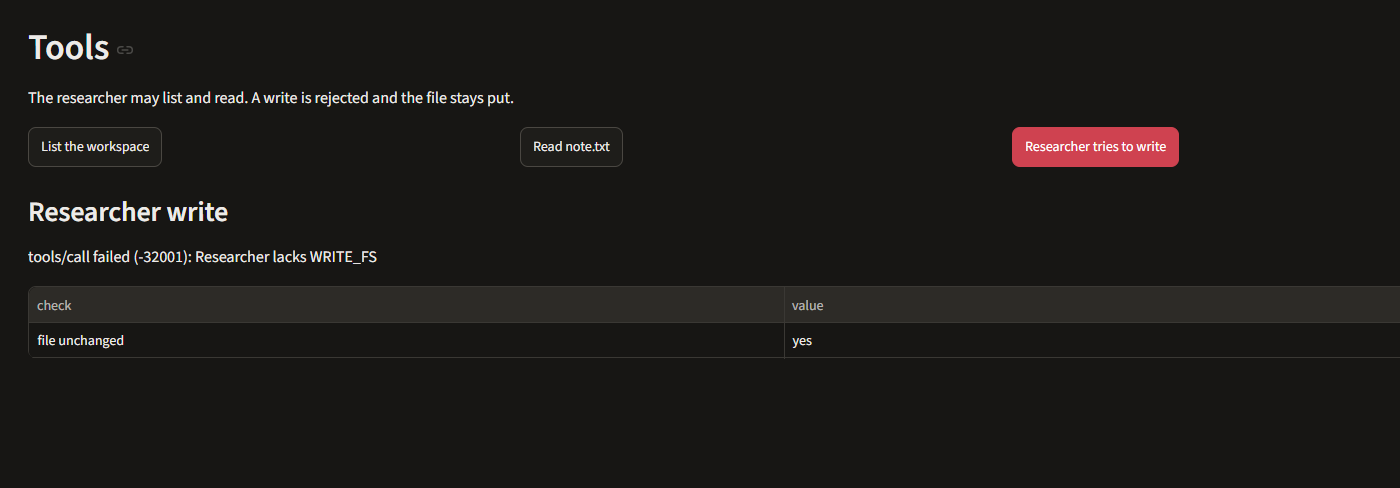 Tools
The researcher may list and read. A write is rejected and the file stays put.
List the workspace
Read note.txt
Researcher tries to write
Researcher write
tools/call failed (-32001): Researcher lacks WRITE_FS
check value
file unchanged yes